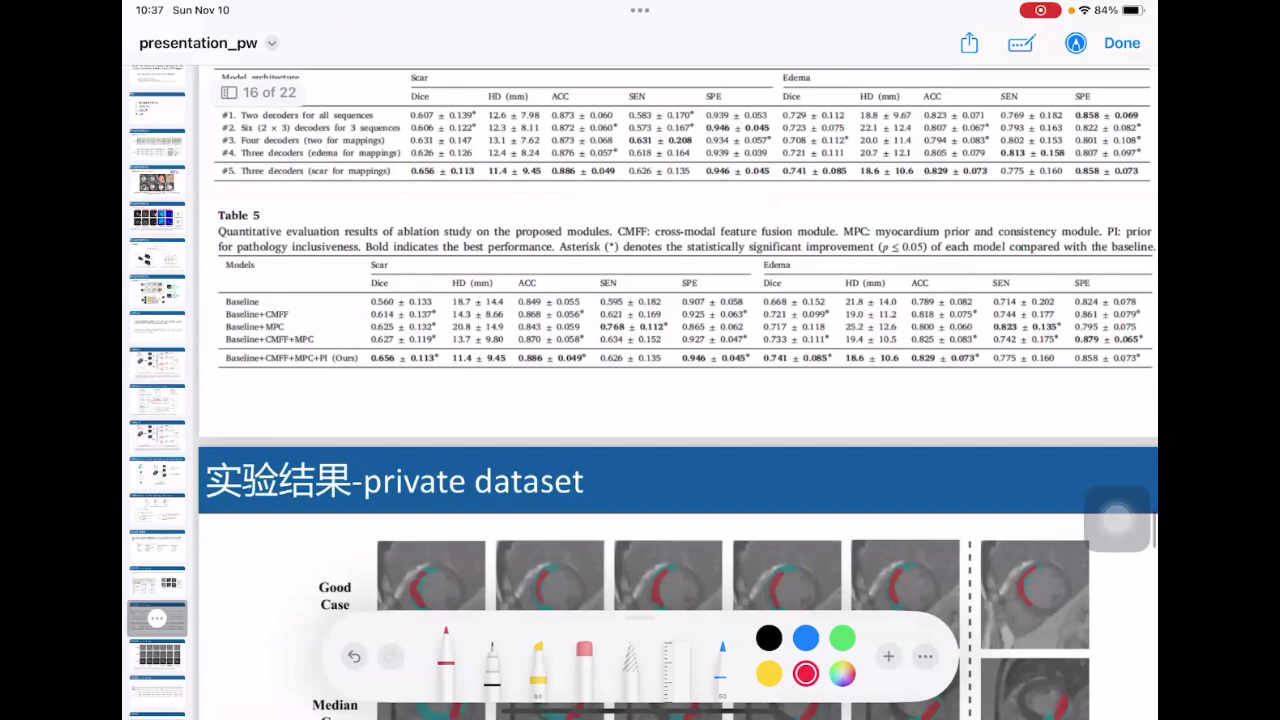 10:37 Sun Nov 10
84%
presentation_pw
Done
Model architecture Scar Edema
16 of 22
Dice HD (mm) ACC SEN SPE Dice HD (mm) ACC SEN SPE
#1. Two decoders for all sequences 0.607 ± 0.139* 12.6 ± 7.98 0.873 ± 0.060 0.583 ± 0.170* 0.939 ± 0.053 0.729 ± 0.112 18.8 ± 9.67 0.823 ± 0.071 0.769 ± 0.182 0.858 ± 0.069
#2. Six (2 × 3) decoders for 3 sequences 0.606 ± 0.122* 12.3 ± 8.11 0.872 ± 0.060* 0.573 ± 0.167* 0.946 ± 0.045 0.723 ± 0.075 22.1 ± 12.4 0.807 ± 0.067* 0.793 ± 0.163 0.822 ± 0.082*
#3. Four decoders (two for mappings) 0.631 ± 0.147 13.1 ± 7.62 0.873 ± 0.068 0.631 ± 0.208 0.934 ± 0.057* 0.708 ± 0.112* 20.0 ± 11.4 0.794 ± 0.083* 0.802 ± 0.153 0.801 ± 0.108*
#4. Three decoders (edema for mappings) 0.626 ± 0.126 12.4 ± 8.24 0.876 ± 0.057* 0.618 ± 0.164 0.939 ± 0.039 0.721 ± 0.112 20.7 ± 12.1 0.805 ± 0.079 0.813 ± 0.158 0.807 ± 0.097*
#5. Three decoders (scar for mappings) 0.656 ± 0.113 11.4 ± 9.45 0.886 ± 0.049 0.626 ± 0.135 0.946 ± 0.045 0.741 ± 0.085 18.6 ± 10.6 0.829 ± 0.073 0.775 ± 0.160 0.858 ± 0.073
Table 5
Quantitative evaluation results of ablation study on the proposed modules. CMFF: cross-modal feature fusion module. MPC: myocardium prior and consistency module. PI: prior
for pathology inclusiveness. Bold indicates the best performance. Asterisk (*) denotes the statistically significant improvement (p ≤ 0.05) of each model compared with the baseline.
Models Scar Edema
Dice HD (mm) ACC SEN SPE Dice HD (mm) ACC SEN SPE
Baseline 0.560 ± 0.133 18.7 ± 14.4 0.849 ± 0.055 0.595 ± 0.182 0.907 ± 0.058 0.668 ± 0.152 21.8 ± 14.0 0.789 ± 0.082 0.714 ± 0.202 0.824 ± 0.078
Baseline+CMFF 0.614 ± 0.137* 14.3 ± 8.66 0.868 ± 0.056* 0.621 ± 0.169 0.925 ± 0.063* 0.721 ± 0.099* 19.0 ± 11.2 0.818 ± 0.075* 0.744 ± 0.177 0.861 ± 0.079*
Baseline+MPC 0.625 ± 0.132* 20.8 ± 14.9 0.843 ± 0.059 0.768 ± 0.112* 0.865 ± 0.062 0.717 ± 0.118 25.2 ± 12.6 0.800 ± 0.060 0.823 ± 0.135* 0.795 ± 0.075
Baseline+CMFF+MPC 0.627 ± 0.119* 13.7 ± 9.80 0.870 ± 0.058* 0.634 ± 0.152 0.927 ± 0.047* 0.733 ± 0.111* 19.4 ± 10.5 0.825 ± 0.083* 0.742 ± 0.175* 0.879 ± 0.065*
Baseline+CMFF+MPC+PI (Ours) 0.656 ± 0.113* 11.4 ± 9.45 0.886 ± 0.049* 0.626 ± 0.135 0.946 ± 0.045* 0.741 ± 0.085* ± 10.6 0.829 ± 0.073* 0.775 ± 0.160 0.858 ± 0.073*
实验结果-private dataset
Good
Case
Median